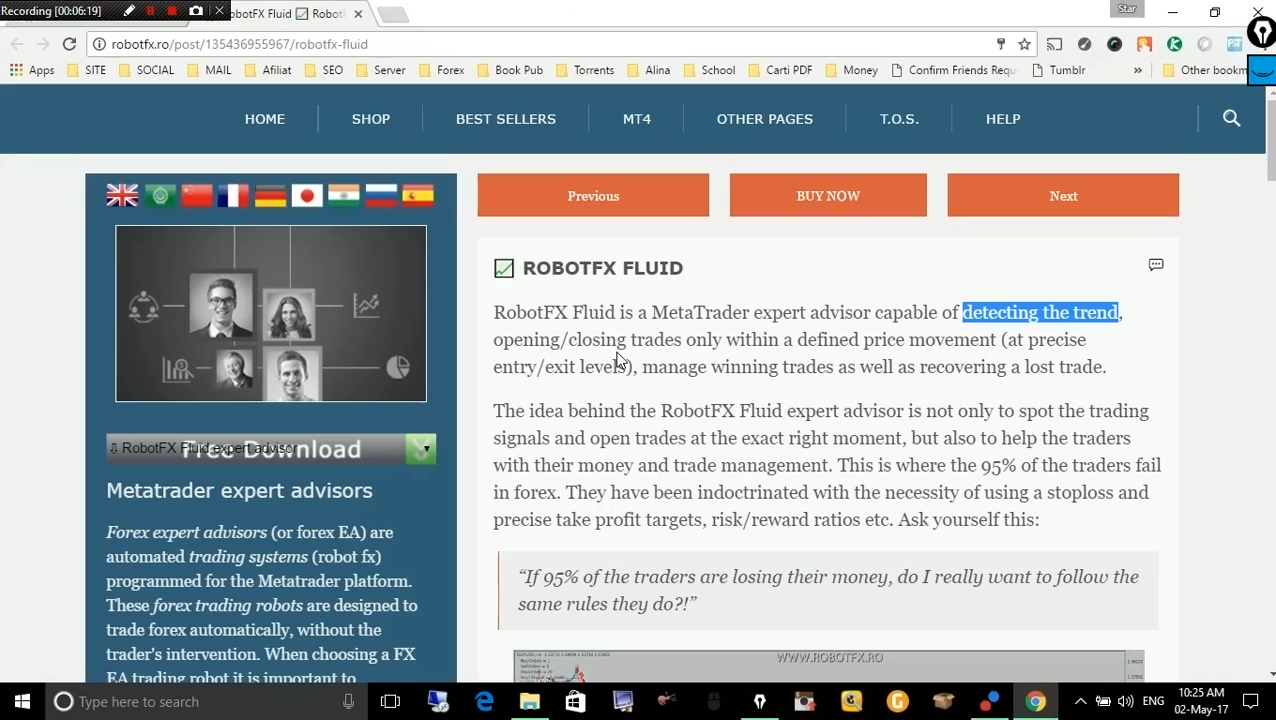 Recording [00:06:19]
RobotFX Fluid
Robot
Star
robotfx.ro/post/135436955967/robotfx-fluid
Apps SITE SOCIAL MAIL Afiliat SEO Server Forex Book Pub Torrents Alina School Carti PDF Money Confirm Friends Requ Tumblr » Other bookm
HOME SHOP BEST SELLERS MT4 OTHER PAGES T.O.S. HELP
Previous BUY NOW Next
ROBOTFX FLUID
RobotFX Fluid is a MetaTrader expert advisor capable of detecting the trend,
opening/closing trades only within a defined price movement (at precise
entry/exit levels), manage winning trades as well as recovering a lost trade.
The idea behind the RobotFX Fluid expert advisor is not only to spot the trading
signals and open trades at the exact right moment, but also to help the traders
with their money and trade management. This is where the 95% of the traders fail
in forex. They have been indoctrinated with the necessity of using a stoploss and
precise take profit targets, risk/reward ratios etc. Ask yourself this:
“If 95% of the traders are losing their money, do I really want to follow the
same rules they do?!”
WWW.ROBOTFX.RO
⇩ RobotFX Fluid expert advisor
Free Download
Metatrader expert advisors
Forex expert advisors (or forex EA) are
automated trading systems (robot fx)
programmed for the Metatrader platform.
These forex trading robots are designed to
trade forex automatically, without the
trader's intervention. When choosing a FX
EA trading robot it is important to
Type here to search
ENG
10:25 AM
02-May-17